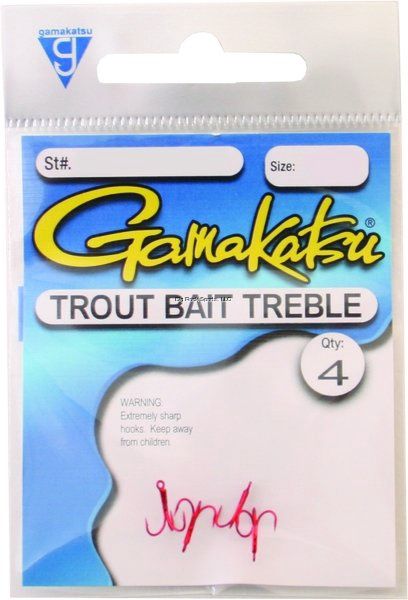 gamakatsu
St#.
Size:
Gamakatsu®
TROUT BAIT TREBLE
Qty:
4
WARNING:
Extremely sharp
hooks. Keep away
from children.